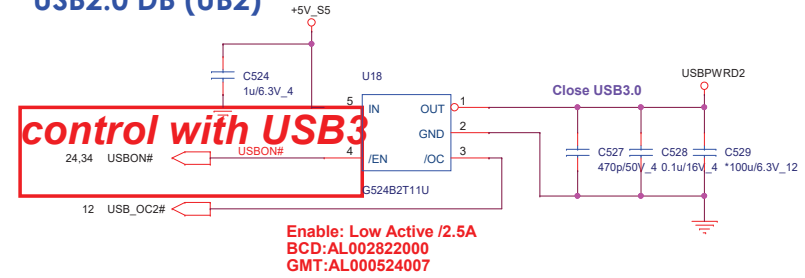 USB2.0 DB (UB2)
+5V_S5
C524
1u/6.3V_4
U18
5 IN
OUT 1
GND 2
4 /EN
/OC 3
G524B2T11U
control with USB3
24,34 USBON#
USBON#
12 USB_OC2#
Close USB3.0
USBPWRD2
C527
470p/50V_4
C528
0.1u/16V_4
C529
*100u/6.3V_12
Enable: Low Active /2.5A
BCD:AL002822000
GMT:AL000524007